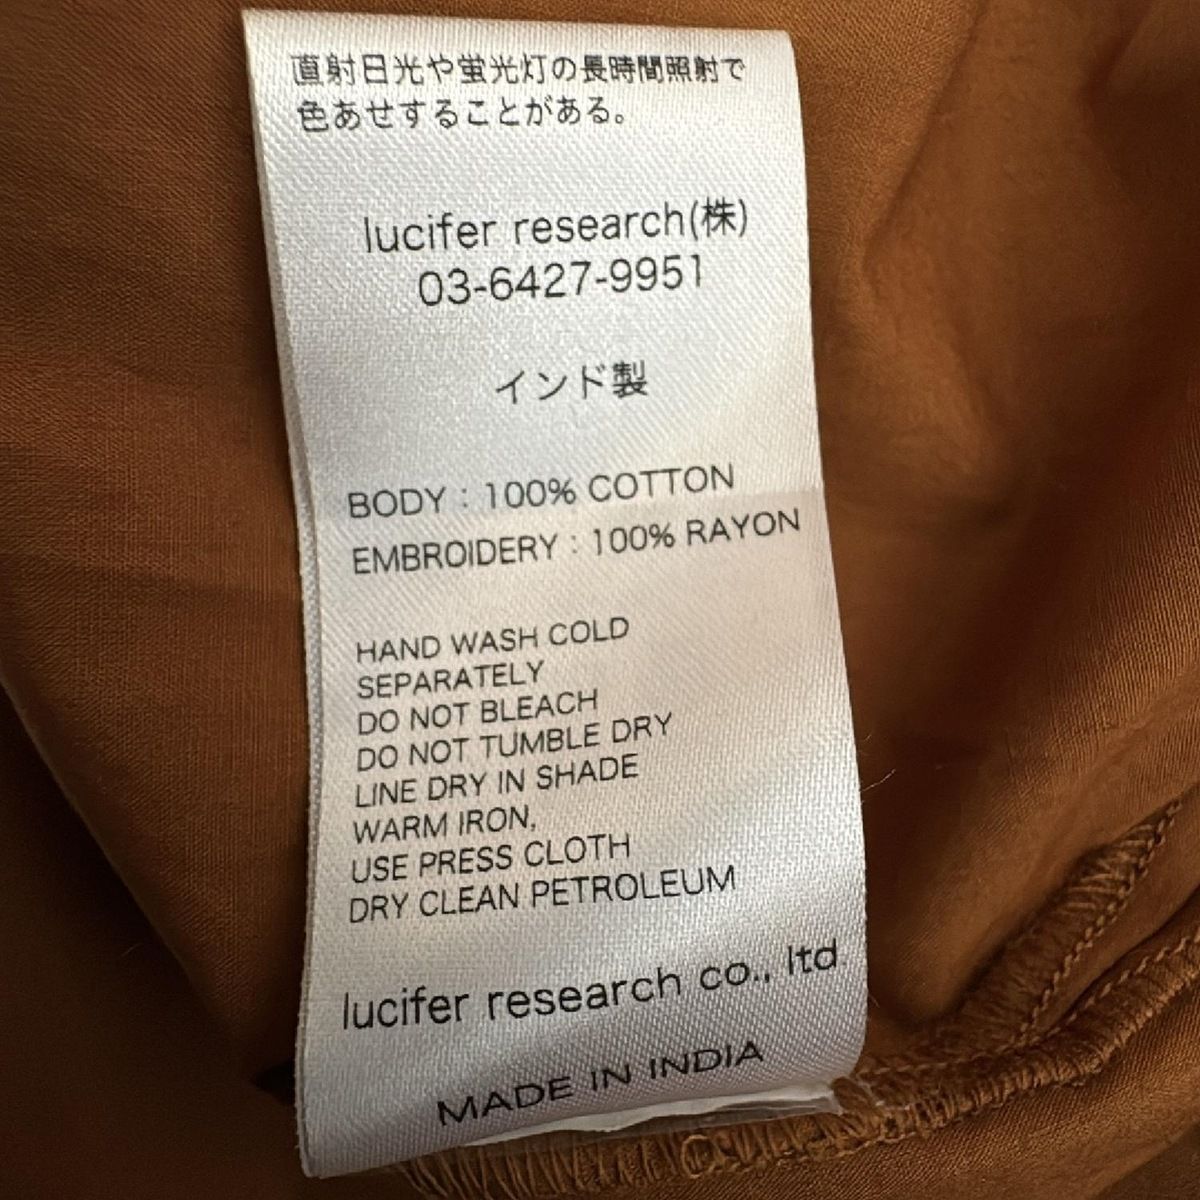 直射日光や蛍光灯の長時間照射で
色あせすることがある。
lucifer research(株)
03-6427-9951
インド製
BODY : 100% COTTON
EMBROIDERY : 100% RAYON
HAND WASH COLD
SEPARATELY
DO NOT BLEACH
DO NOT TUMBLE DRY
LINE DRY IN SHADE
WARM IRON,
USE PRESS CLOTH
DRY CLEAN PETROLEUM
lucifer research co., ltd
MADE IN INDIA